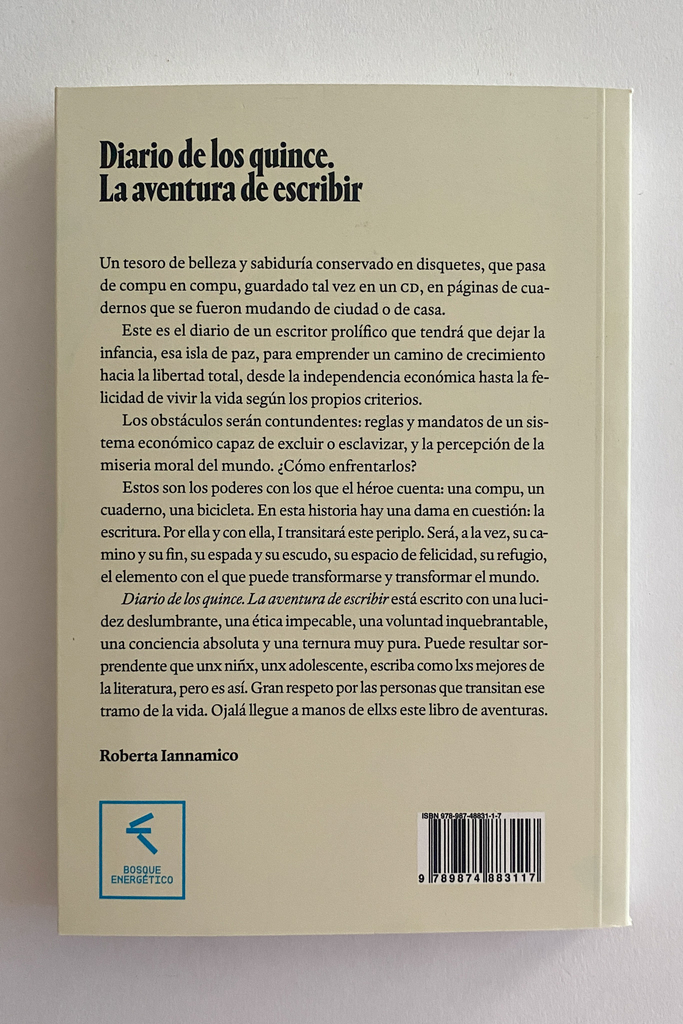 Diario de los quince.
La aventura de escribir
Un tesoro de belleza y sabiduría conservado en disquetes, que pasa
de compu en compu, guardado tal vez en un CD, en páginas de cua-
dernos que se fueron mudando de ciudad o de casa.
Este es el diario de un escritor prolífico que tendrá que dejar la
infancia, esa isla de paz, para emprender un camino de crecimiento
hacia la libertad total, desde la independencia económica hasta la fe-
licidad de vivir la vida según los propios criterios.
Los obstáculos serán contundentes: reglas y mandatos de un sis-
tema económico capaz de excluir o esclavizar, y la percepción de la
miseria moral del mundo. ¿Cómo enfrentarlos?
Estos son los poderes con los que el héroe cuenta: una compu, un
cuaderno, una bicicleta. En esta historia hay una dama en cuestión: la
escritura. Por ella y con ella, I transitará este periplo. Será, a la vez, su ca-
mino y su fin, su espada y su escudo, su espacio de felicidad, su refugio,
el elemento con el que puede transformarse y transformar el mundo.
Diario de los quince. La aventura de escribir está escrito con una luci-
dez deslumbrante, una ética impecable, una voluntad inquebrantable,
una conciencia absoluta y una ternura muy pura. Puede resultar sor-
prendente que unx niñx, unx adolescente, escriba como lxs mejores de
la literatura, pero es así. Gran respeto por las personas que transitan ese
tramo de la vida. Ojalá llegue a manos de ellxs este libro de aventuras.
Roberta Iannamico
BOSQUE
ENERGÉTICO
ISBN 978-987-48831-1-7
9 789874 883117